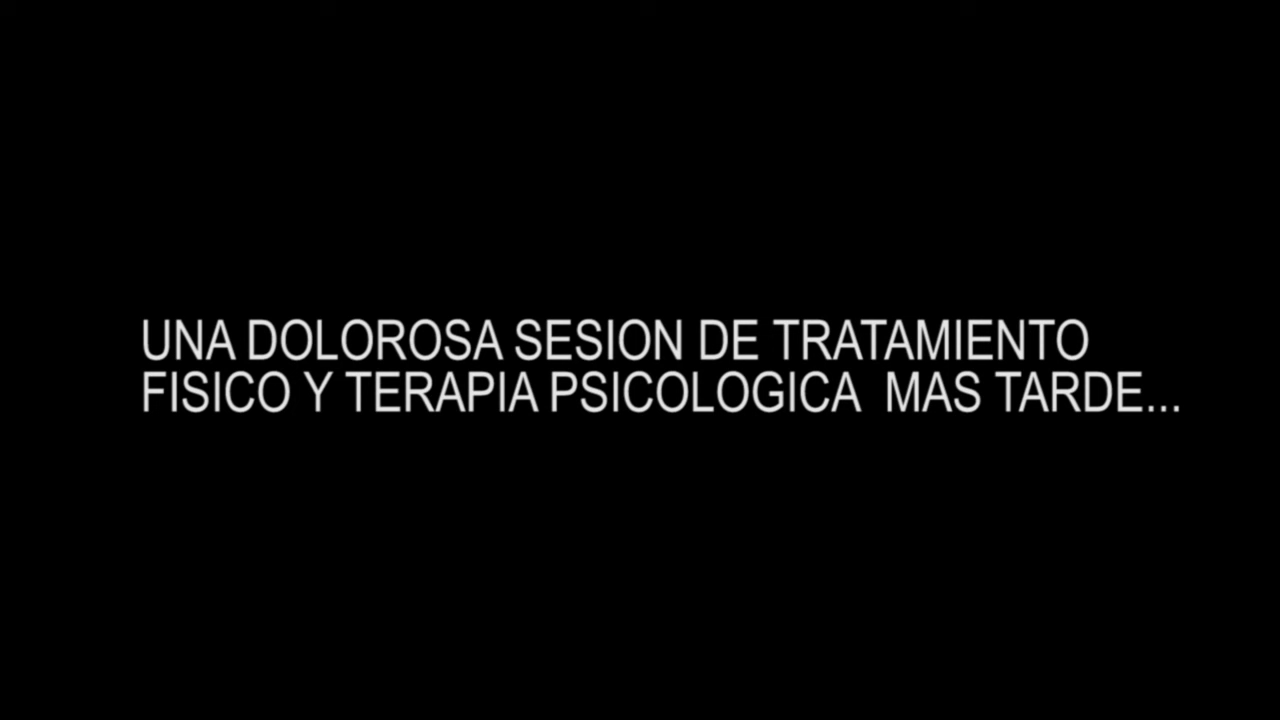 UNA DOLOROSA SESION DE TRATAMIENTO
FISICO Y TERAPIA PSICOLOGICA  MAS TARDE...